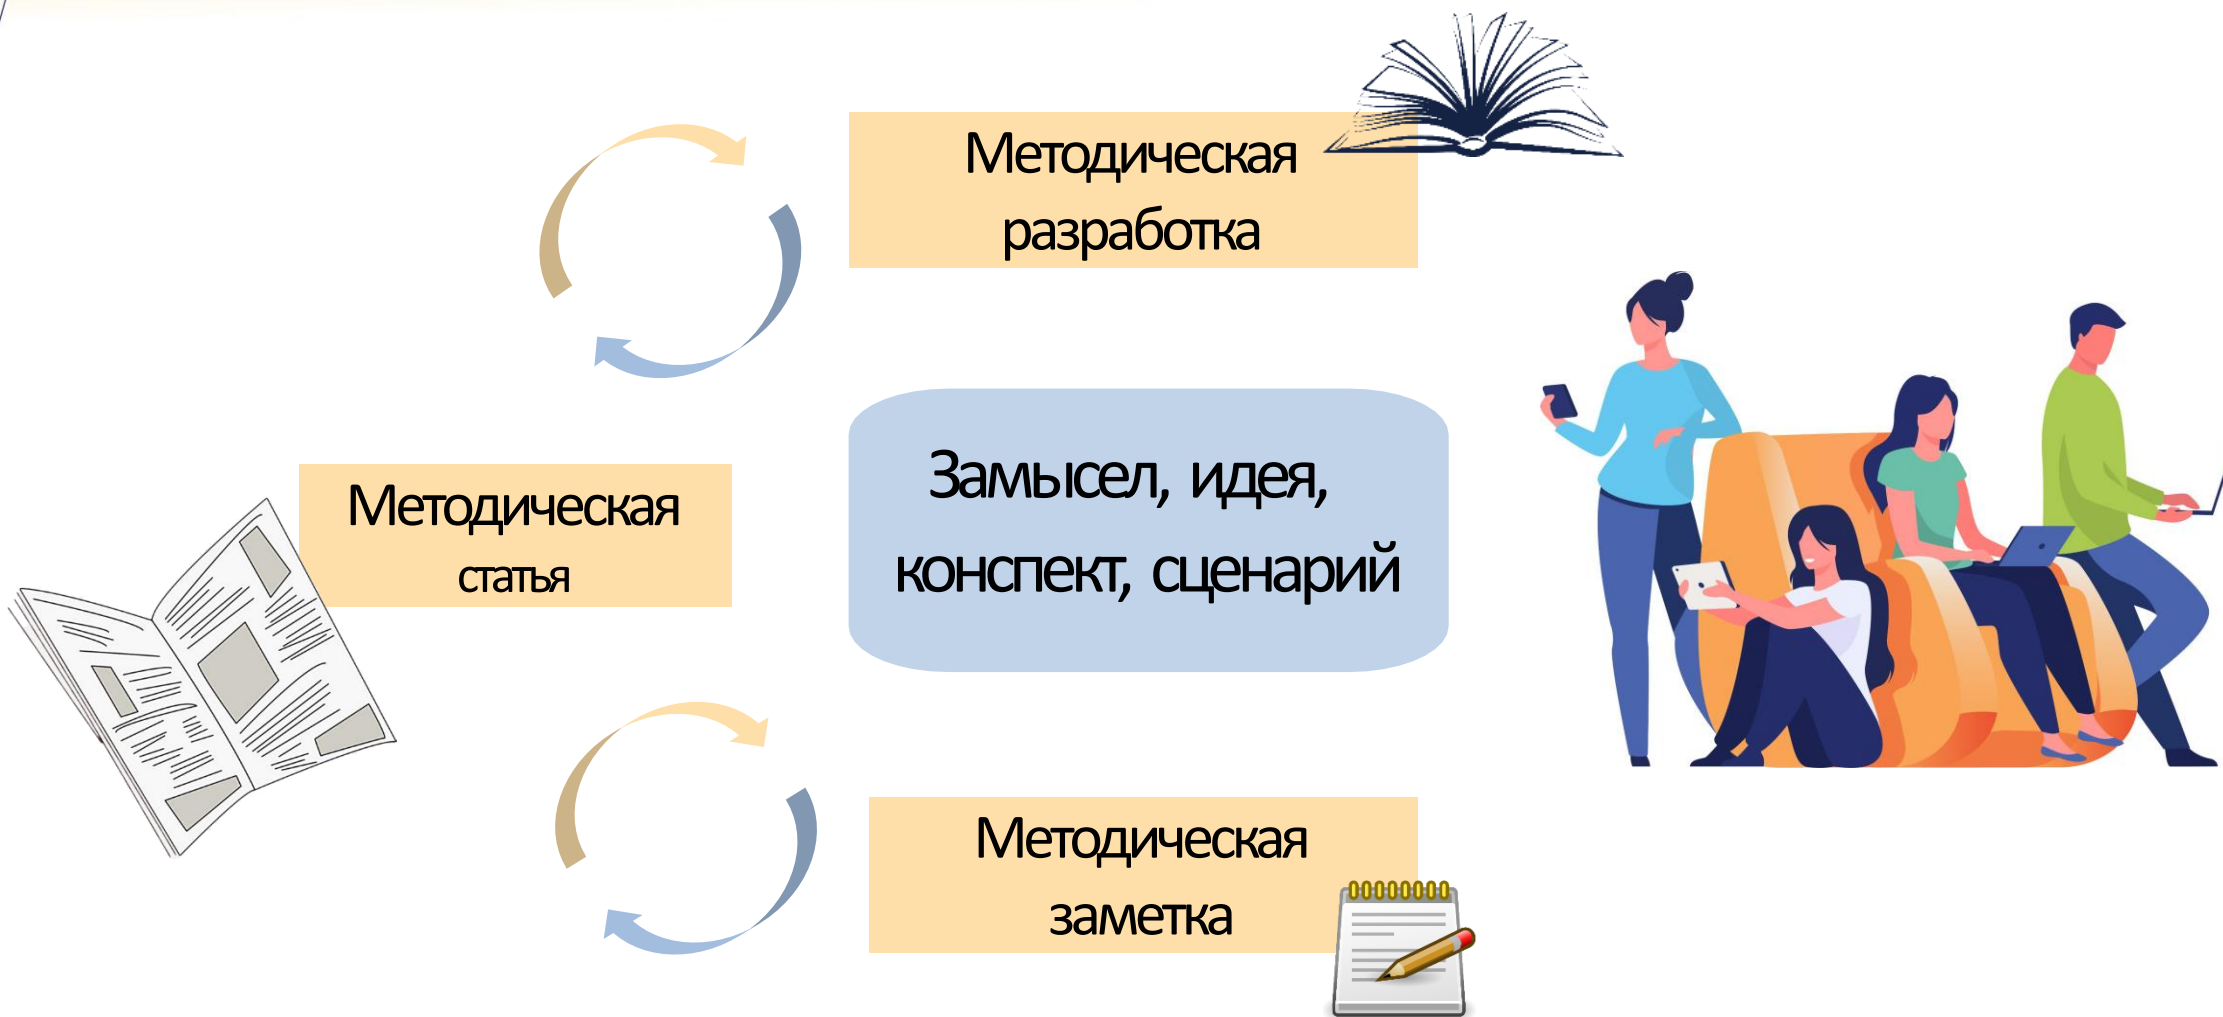 Методическая
разработка
Замысел, идея,
конспект, сценарий
Методическая
статья
Методическая
заметка